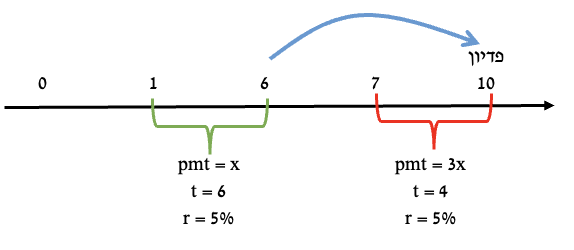 פדיון
0 1 6 7 10
pmt = x pmt = 3x
t = 6 t = 4
r = 5% r = 5%